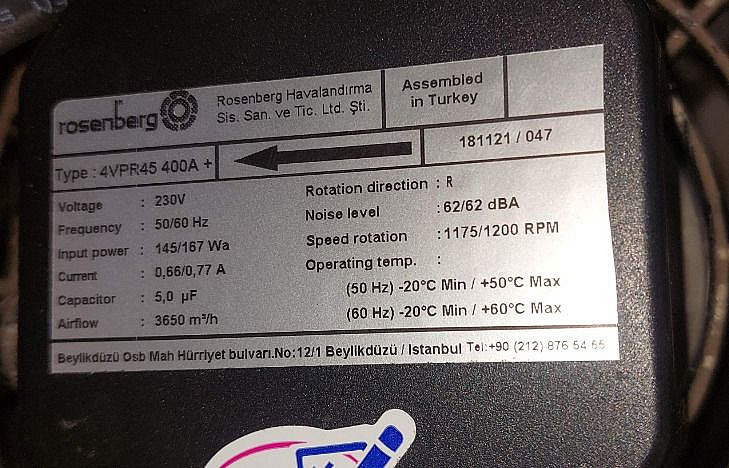 rosenberg
Rosenberg Havalandırma
Sis. San. ve Tic. Ltd. Şti.
Assembled
in Turkey
Type : 4VPR45 400A +
181121 / 047
Voltage : 230V
Frequency : 50/60 Hz
Input power : 145/167 Wa
Current : 0,66/0,77 A
Capacitor : 5,0 µF
Airflow : 3650 m³/h
Rotation direction : R
Noise level : 62/62 dBA
Speed rotation : 1175/1200 RPM
Operating temp. :
(50 Hz) -20°C Min / +50°C Max
(60 Hz) -20°C Min / +60°C Max
Beylikdüzü Osb Mah Hürriyet bulvarı.No:12/1 Beylikdüzü / Istanbul Tel:+90 (212) 876 54 65